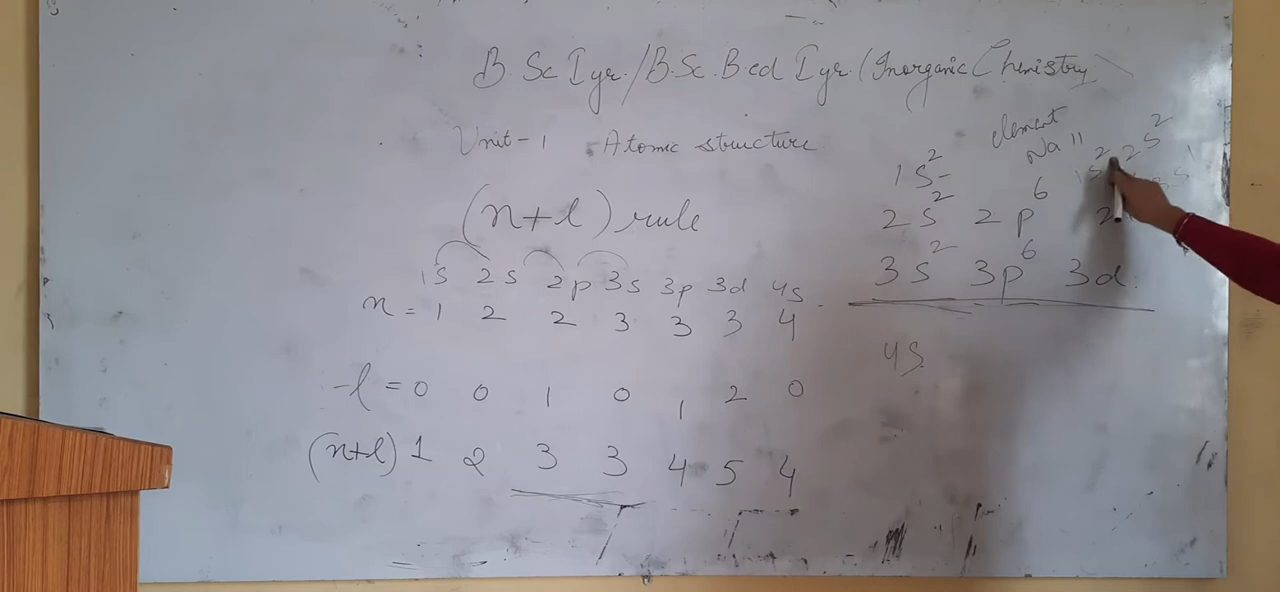 B.Sc I yr./B.Sc.B.ed I yr.(Inorganic Chemistry)
Unit-1 Atomic structure
(n+l) rule
1s 2s 2p 3s 3p 3d 4s
n = 1 2 2 3 3 3 4
l = 0 0 1 0 1 2 0
(n+l) 1 2 3 3 4 5 4
element
Na 11 1s² 2s²
1s²
2s² 2p⁶
3s² 3p⁶ 3d
4s